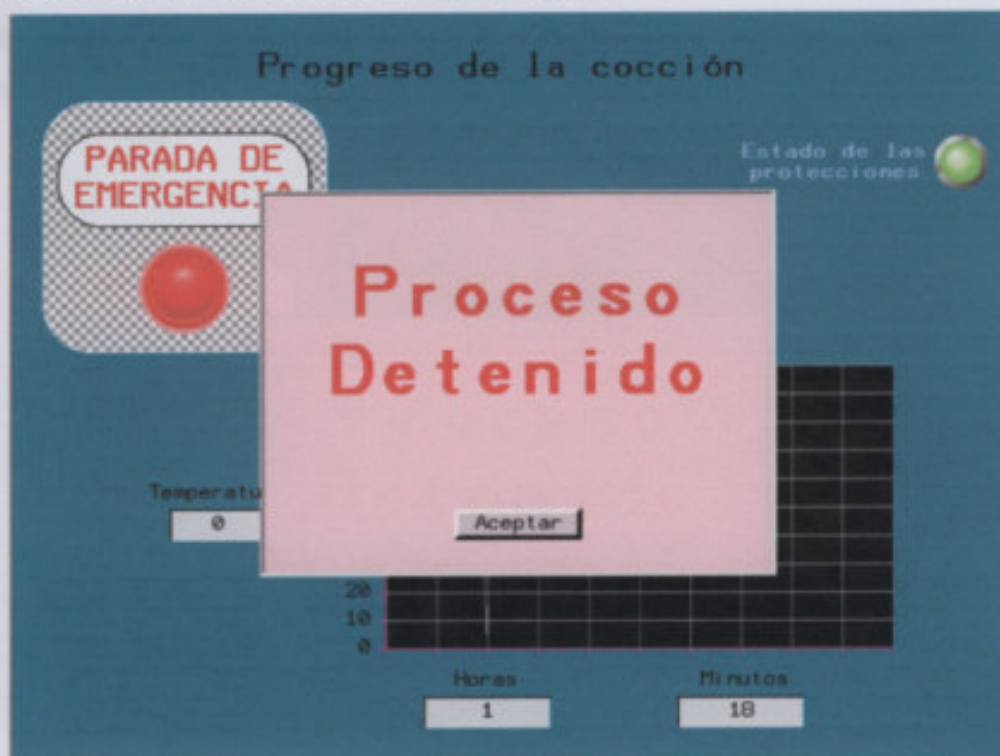 Progreso de la cocción
PARADA DE
EMERGENCIA
Estado de las
protecciones
Proceso
Detenido
Temperatu
0
Aceptar
20
10
0
Horas
Minutos
1
18